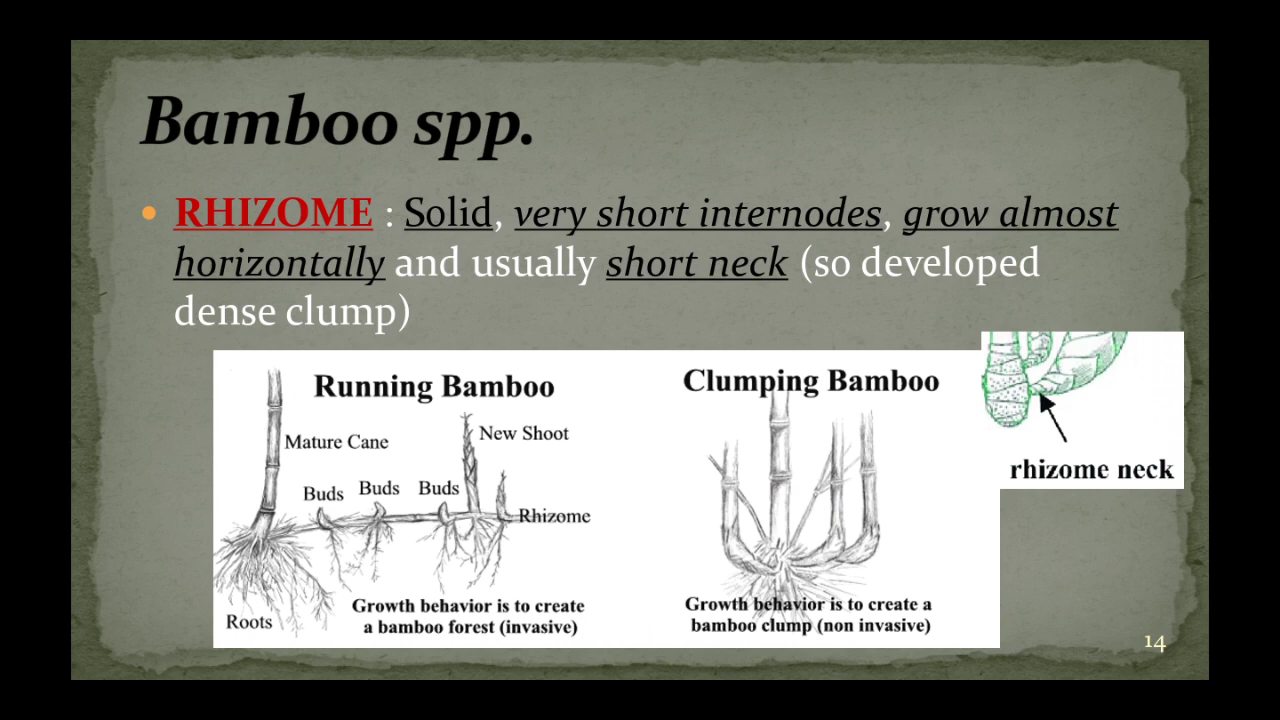 Bamboo spp.
• RHIZOME : Solid, very short internodes, grow almost
horizontally and usually short neck (so developed
dense clump)
Running Bamboo
Mature Cane
New Shoot
Buds
Buds
Buds
Rhizome
Roots
Growth behavior is to create
a bamboo forest (invasive)
Clumping Bamboo
Growth behavior is to create a
bamboo clump (non invasive)
rhizome neck
14